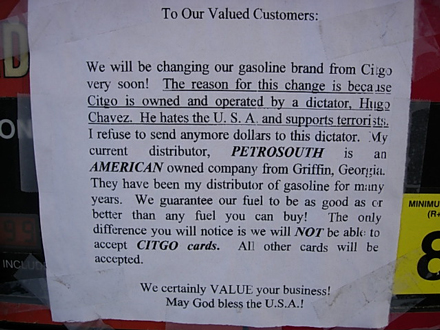 To Our Valued Customers:
We will be changing our gasoline brand from Citgo
very soon! The reason for this change is because
Citgo is owned and operated by a dictator, Hugo
Chavez. He hates the U. S. A. and supports terrorists.
I refuse to send anymore dollars to this dictator. My
current distributor, PETROSOUTH is an
AMERICAN owned company from Griffin, Georgia.
They have been my distributor of gasoline for many
years. We guarantee our fuel to be as good as or
better than any fuel you can buy! The only
difference you will notice is we will NOT be able to
accept CITGO cards. All other cards will be
accepted.
We certainly VALUE your business!
May God bless the U.S.A.!
D
ON
INCLUD
MINIMU
(R+
8